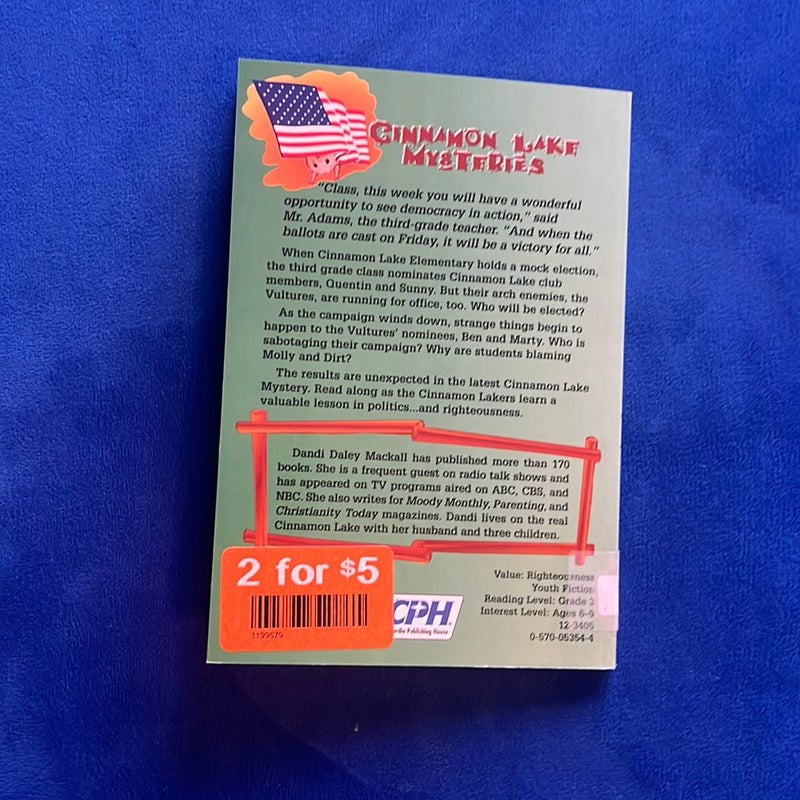 CINNAMON LAKE
MYSTERIES
"Class, this week you will have a wonderful
opportunity to see democracy in action," said
Mr. Adams, the third-grade teacher. "And when the
ballots are cast on Friday, it will be a victory for all."
When Cinnamon Lake Elementary holds a mock election,
the third grade class nominates Cinnamon Lake club
members, Quentin and Sunny. But their arch enemies, the
Vultures, are running for office, too. Who will be elected?
As the campaign winds down, strange things begin to
happen to the Vultures' nominees, Ben and Marty. Who is
sabotaging their campaign? Why are students blaming
Molly and Dirt?
The results are unexpected in the latest Cinnamon Lake
Mystery. Read along as the Cinnamon Lakers learn a
valuable lesson in politics...and righteousness.
Dandi Daley Mackall has published more than 170
books. She is a frequent guest on radio talk shows and
has appeared on TV programs aired on ABC, CBS, and
NBC. She also writes for Moody Monthly, Parenting, and
Christianity Today magazines. Dandi lives on the real
Cinnamon Lake with her husband and three children.
2 for $5
1199579
CPH
Publishing House
Value: Righteousness
Youth Fiction
Reading Level: Grade 3
Interest Level: Ages 6-9
12-3405
0-570-05354-4